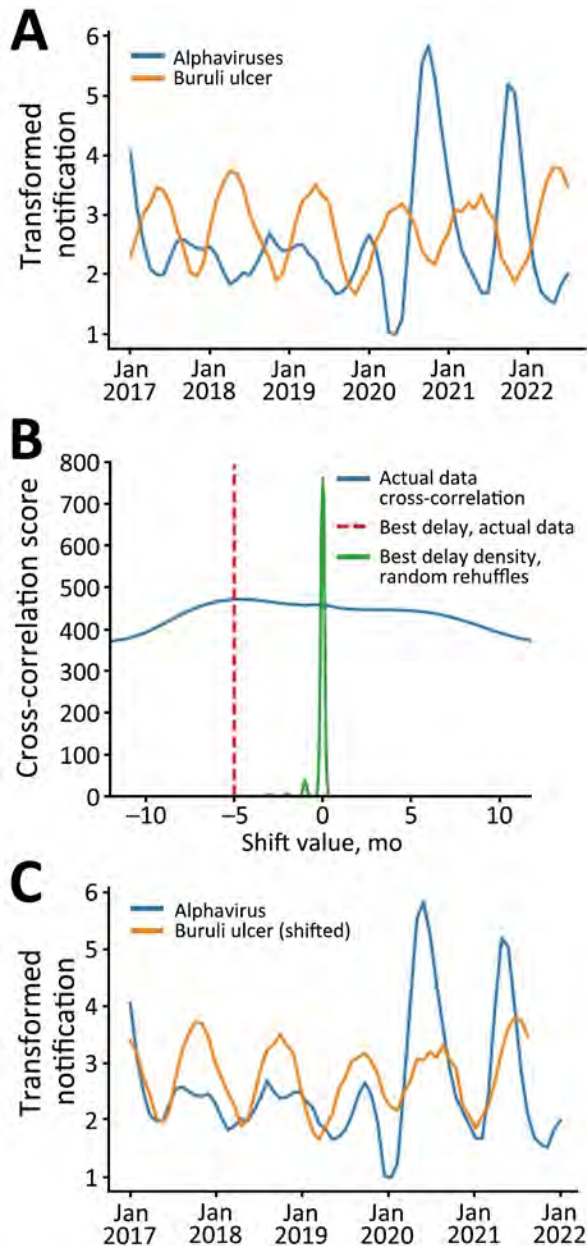 A
6
5
4
3
2
1
Transformed
notification
Alphaviruses
Buruli ulcer
Jan Jan Jan Jan Jan Jan
2017 2018 2019 2020 2021 2022
B
800
700
600
500
400
300
200
100
0
Cross-correlation score
Actual data
cross-correlation
Best delay, actual data
Best delay density,
random rehuffles
−10 −5 0 5 10
Shift value, mo
C
6
5
4
3
2
1
Transformed
notification
Alphavirus
Buruli ulcer (shifted)
Jan Jan Jan Jan Jan Jan
2017 2018 2019 2020 2021 2022